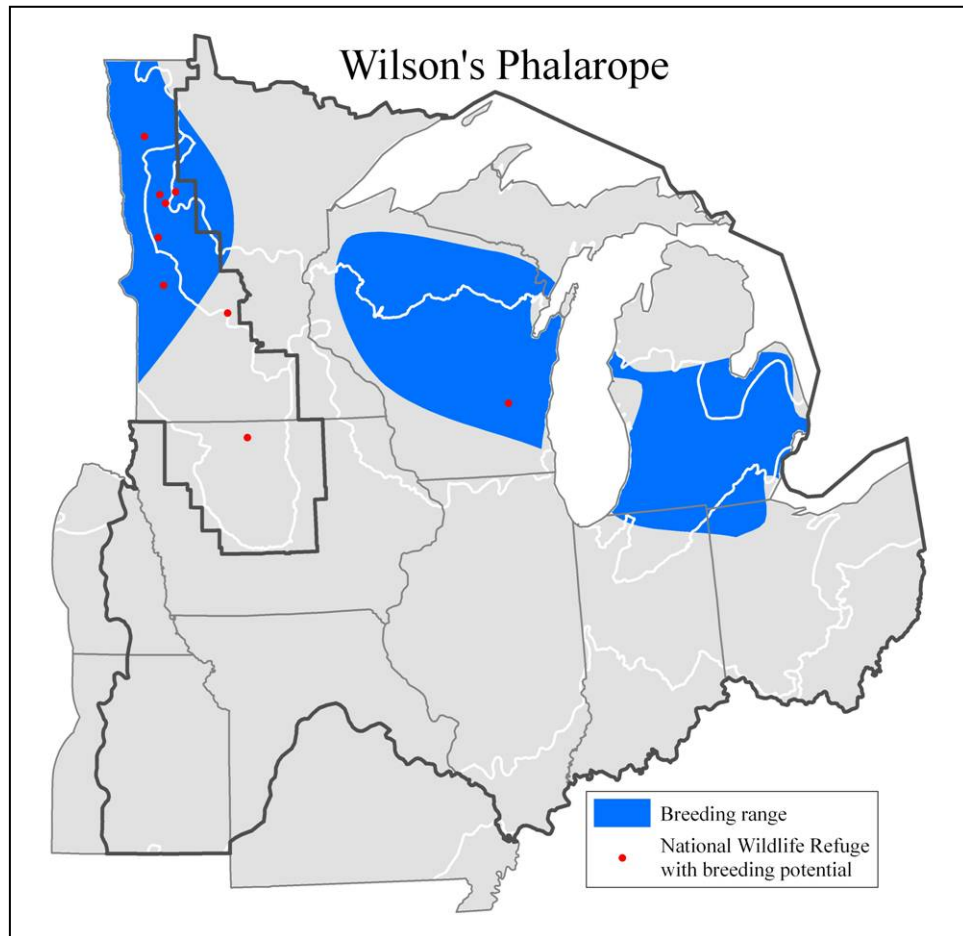 Wilson's Phalarope
Breeding range
National Wildlife Refuge
with breeding potential